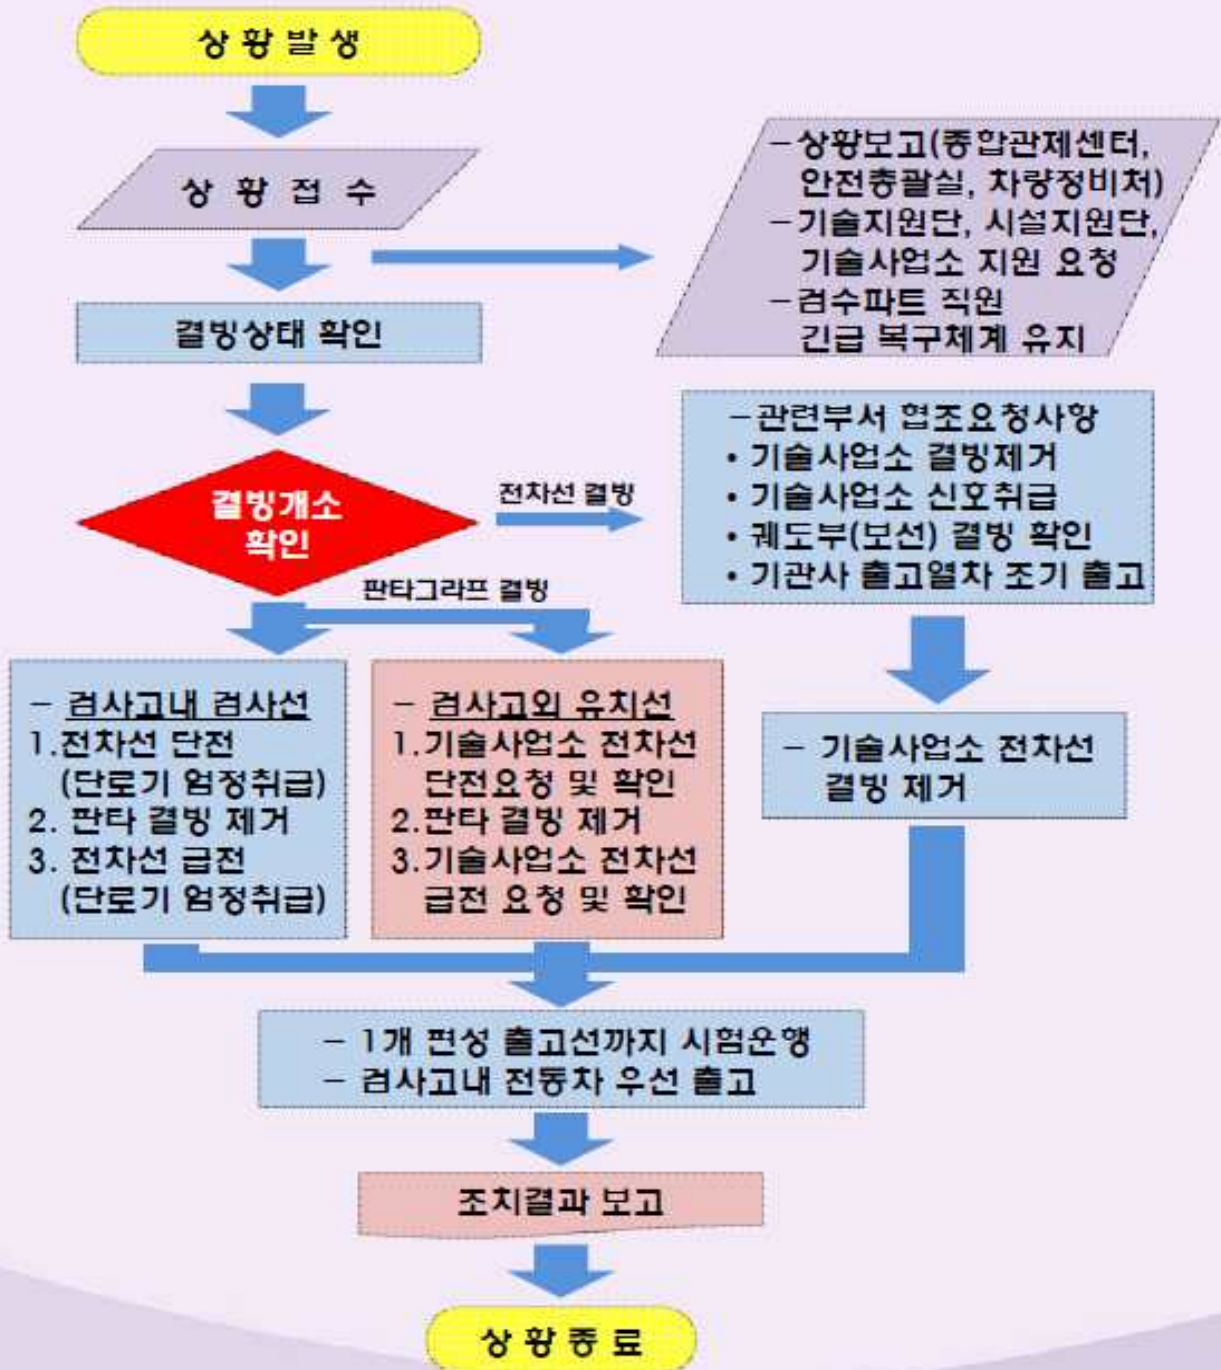 상 황 발 생
상 황 접 수
- 상황보고(종합관제센터,
안전총괄실, 차량정비처)
- 기술지원단, 시설지원단,
기술사업소 지원 요청
- 검수파트 직원
긴급 복구체계 유지
결빙상태 확인
결빙개소
확인
전차선 결빙
판타그라프 결빙
- 관련부서 협조요청사항
• 기술사업소 결빙제거
• 기술사업소 신호취급
• 궤도부(보선) 결빙 확인
• 기관사 출고열차 조기 출고
- 검사고내 검사선
1.전차선 단전
(단로기 엄정취급)
2. 판타 결빙 제거
3. 전차선 급전
(단로기 엄정취급)
- 검사고외 유치선
1.기술사업소 전차선
단전요청 및 확인
2.판타 결빙 제거
3.기술사업소 전차선
급전 요청 및 확인
- 기술사업소 전차선
결빙 제거
- 1개 편성 출고선까지 시험운행
- 검사고내 전동차 우선 출고
조치결과 보고
상 황 종 료